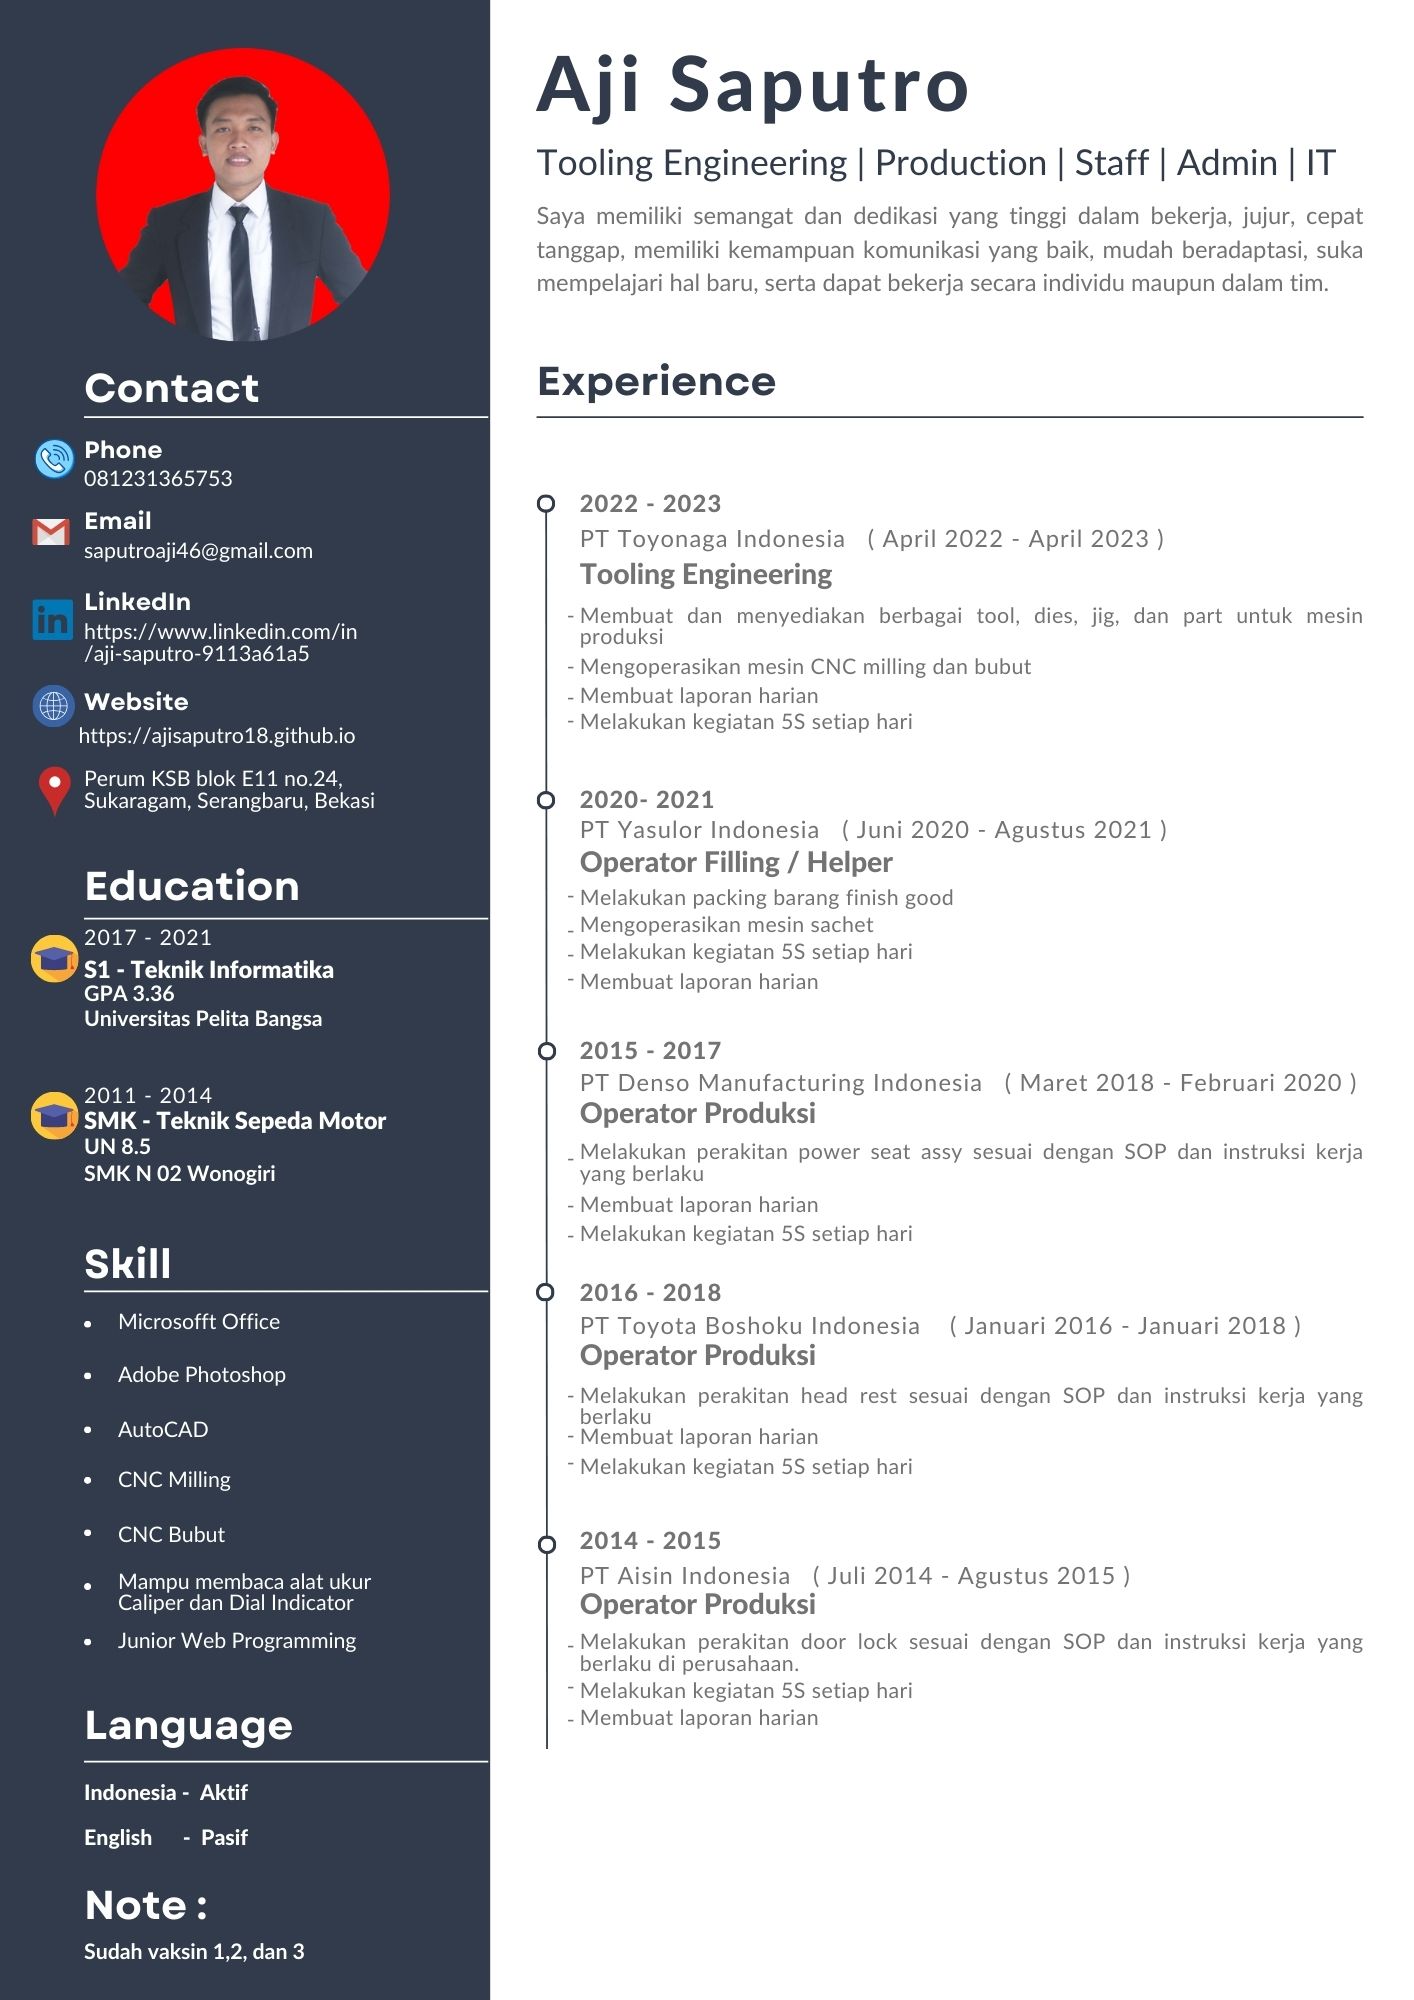 Aji Saputro
Tooling Engineering | Production | Staff | Admin | IT
Saya memiliki semangat dan dedikasi yang tinggi dalam bekerja, jujur, cepat
tanggap, memiliki kemampuan komunikasi yang baik, mudah beradaptasi, suka
mempelajari hal baru, serta dapat bekerja secara individu maupun dalam tim.
Contact
Phone
081231365753
Email
saputroaji46@gmail.com
LinkedIn
https://www.linkedin.com/in
/aji-saputro-9113a61a5
Website
https://ajisaputro18.github.io
Perum KSB blok E11 no.24,
Sukaragam, Serangbaru, Bekasi
Education
2017 - 2021
S1 - Teknik Informatika
GPA 3.36
Universitas Pelita Bangsa
2011 - 2014
SMK - Teknik Sepeda Motor
UN 8.5
SMK N 02 Wonogiri
Skill
• Microsofft Office
• Adobe Photoshop
• AutoCAD
• CNC Milling
• CNC Bubut
• Mampu membaca alat ukur
Caliper dan Dial Indicator
• Junior Web Programming
Language
Indonesia - Aktif
English - Pasif
Note :
Sudah vaksin 1,2, dan 3
Experience
2022 - 2023
PT Toyonaga Indonesia ( April 2022 - April 2023 )
Tooling Engineering
- Membuat dan menyediakan berbagai tool, dies, jig, dan part untuk mesin
produksi
- Mengoperasikan mesin CNC milling dan bubut
- Membuat laporan harian
- Melakukan kegiatan 5S setiap hari
2020- 2021
PT Yasulor Indonesia ( Juni 2020 - Agustus 2021 )
Operator Filling / Helper
- Melakukan packing barang finish good
- Mengoperasikan mesin sachet
- Melakukan kegiatan 5S setiap hari
- Membuat laporan harian
2015 - 2017
PT Denso Manufacturing Indonesia ( Maret 2018 - Februari 2020 )
Operator Produksi
- Melakukan perakitan power seat assy sesuai dengan SOP dan instruksi kerja
yang berlaku
- Membuat laporan harian
- Melakukan kegiatan 5S setiap hari
2016 - 2018
PT Toyota Boshoku Indonesia ( Januari 2016 - Januari 2018 )
Operator Produksi
- Melakukan perakitan head rest sesuai dengan SOP dan instruksi kerja yang
berlaku
- Membuat laporan harian
- Melakukan kegiatan 5S setiap hari
2014 - 2015
PT Aisin Indonesia ( Juli 2014 - Agustus 2015 )
Operator Produksi
- Melakukan perakitan door lock sesuai dengan SOP dan instruksi kerja yang
berlaku di perusahaan.
- Melakukan kegiatan 5S setiap hari
- Membuat laporan harian